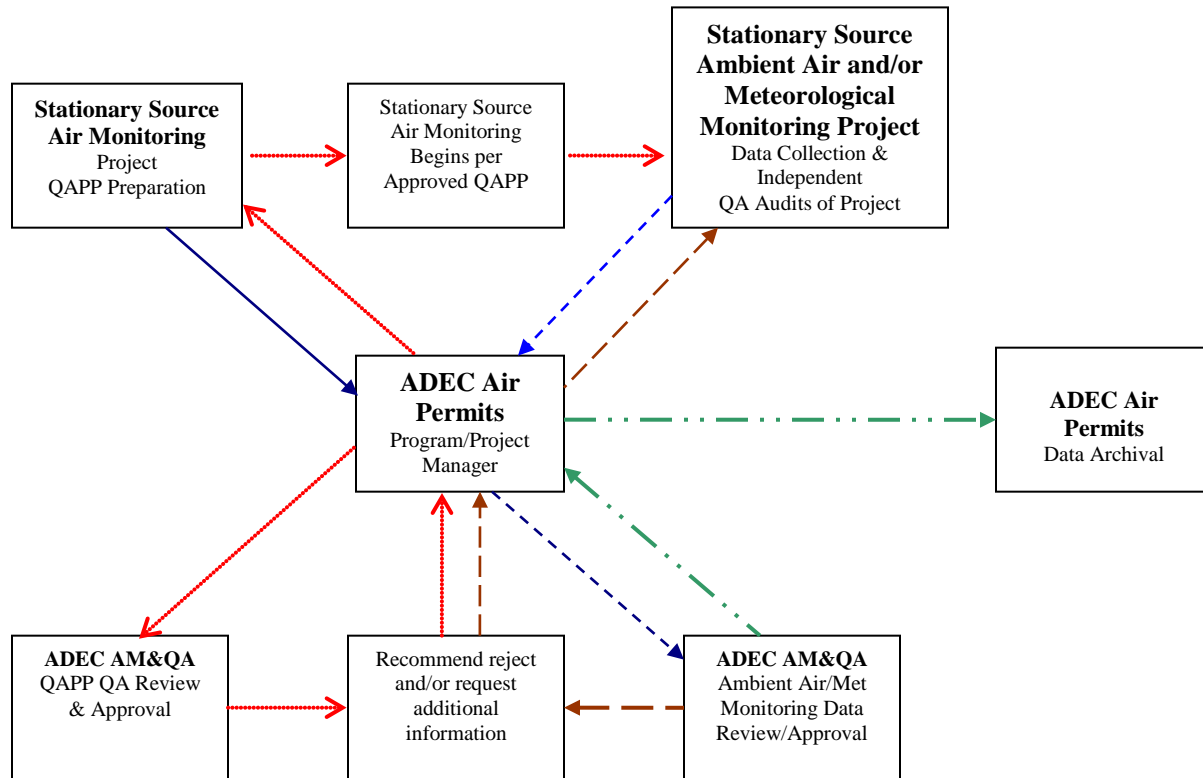 Stationary Source
Air Monitoring
Project
QAPP Preparation
Stationary Source
Air Monitoring
Begins per
Approved QAPP
Stationary Source
Ambient Air and/or
Meteorological
Monitoring Project
Data Collection &
Independent
QA Audits of Project
ADEC Air
Permits
Program/Project
Manager
ADEC Air
Permits
Data Archival
ADEC AM&QA
QAPP QA Review
& Approval
Recommend reject
and/or request
additional
information
ADEC AM&QA
Ambient Air/Met
Monitoring Data
Review/Approval